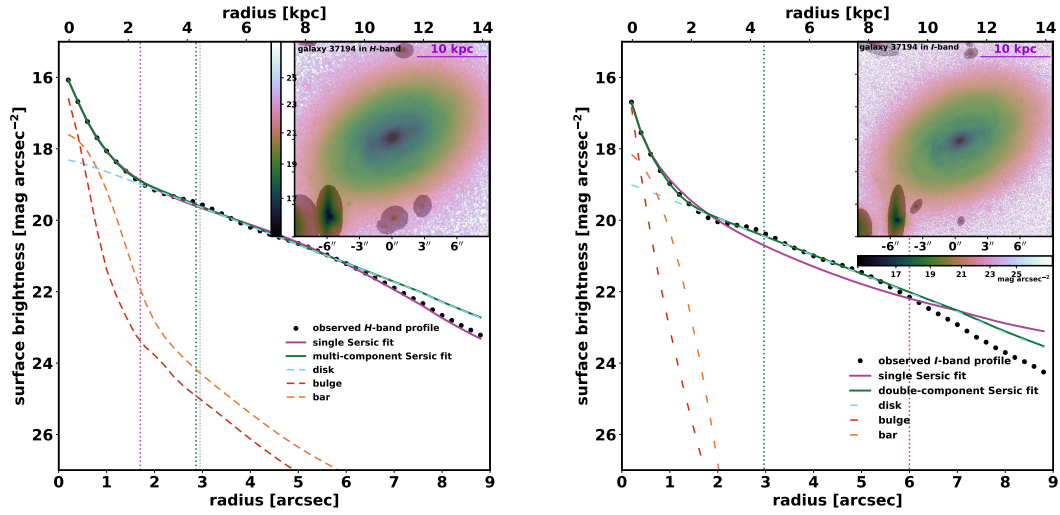 radius [kpc]
0 2 4 6 8 10 12 14
galaxy 37194 in H-band
10 kpc
25
23
21
20
19
17
-6″ -3″ 0″ 3″ 6″
surface brightness [mag arcsec−2]
16
18
20
22
24
26
observed H-band profile
single Sersic fit
multi-component Sersic fit
disk
bulge
bar
0 1 2 3 4 5 6 7 8 9
radius [arcsec]
radius [kpc]
0 2 4 6 8 10 12 14
galaxy 37194 in I-band
10 kpc
-6″ -3″ 0″ 3″ 6″
17 19 21 23 25
mag arcsec−2
surface brightness [mag arcsec−2]
16
18
20
22
24
26
observed I-band profile
single Sersic fit
double-component Sersic fit
disk
bulge
bar
0 2 4 6 8
radius [arcsec]